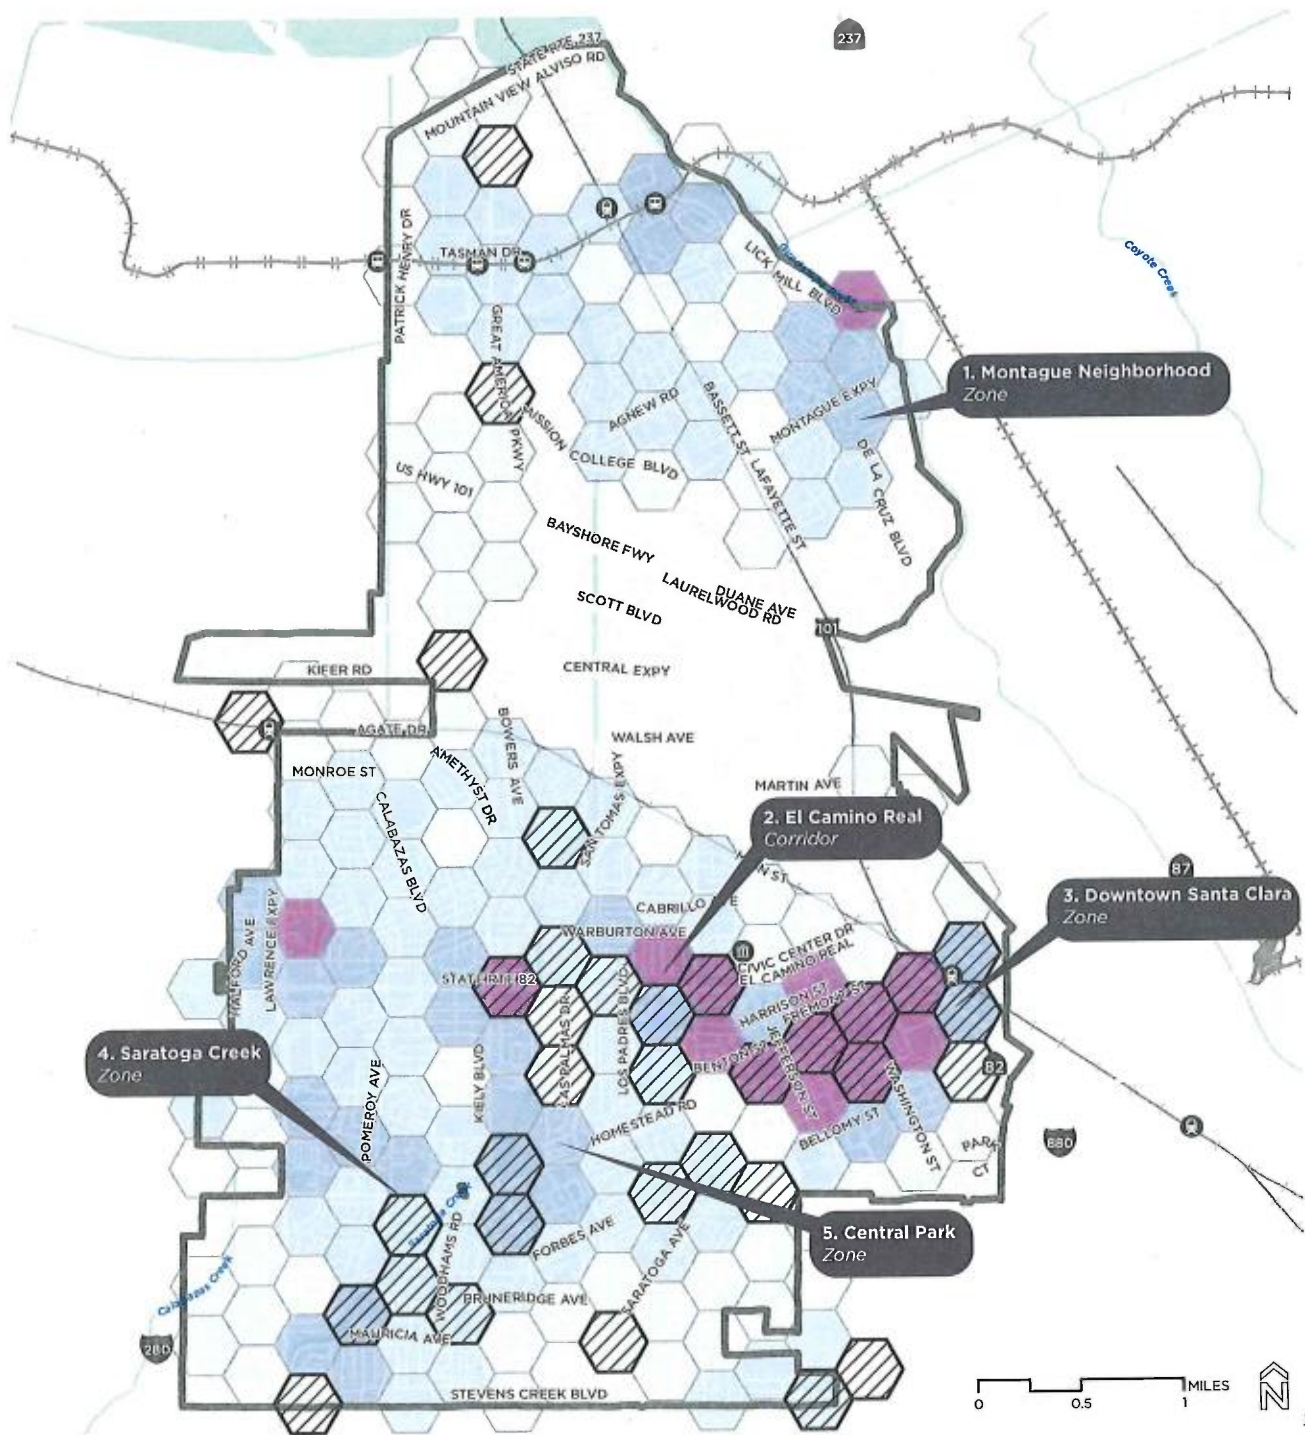 237
STATE RTE 237
MOUNTAIN VIEW ALVISO RD
PATRICK HENRY DR
TASMAN DR
LICK MILL BLVD
Coyote Creek
GREAT AMERICA PKWY
1. Montague Neighborhood
Zone
MISSION COLLEGE BLVD
AGNEW RD
BASSETT ST
MONTAGUE EXPY
US HWY 101
LAFAYETTE ST
DE LA CRUZ BLVD
BAYSHORE FWY
DUANE AVE
LAURELWOOD RD
SCOTT BLVD
101
KIFER RD
CENTRAL EXPY
AGATE DR
BOWERS AVE
WALSH AVE
MONROE ST
AMETHYST DR
SAN TOMAS EXPY
MARTIN AVE
CALABAZAS BLVD
2. El Camino Real
Corridor
N ST
87
3. Downtown Santa Clara
Zone
CABRILLO AVE
HALFORD AVE
LAWRENCE EXPY
WARBURTON AVE
CIVIC CENTER DR
EL CAMINO REAL
STATE RTE 82
HARRISON ST
FREMONT ST
LAS PALMAS DR
LOS PADRES BLVD
4. Saratoga Creek
Zone
POMEROY AVE
KIELY BLVD
BENTON ST
JEFFERSON ST
WASHINGTON ST
82
HOMESTEAD RD
BELLOMY ST
PARK CT
880
Saratoga Creek
WOODHAMS RD
FORBES AVE
SARATOGA AVE
5. Central Park
Zone
Calabazas Creek
PRUNERIDGE AVE
MAURICIA AVE
280
STEVENS CREEK BLVD
MILES
0 0.5 1
N